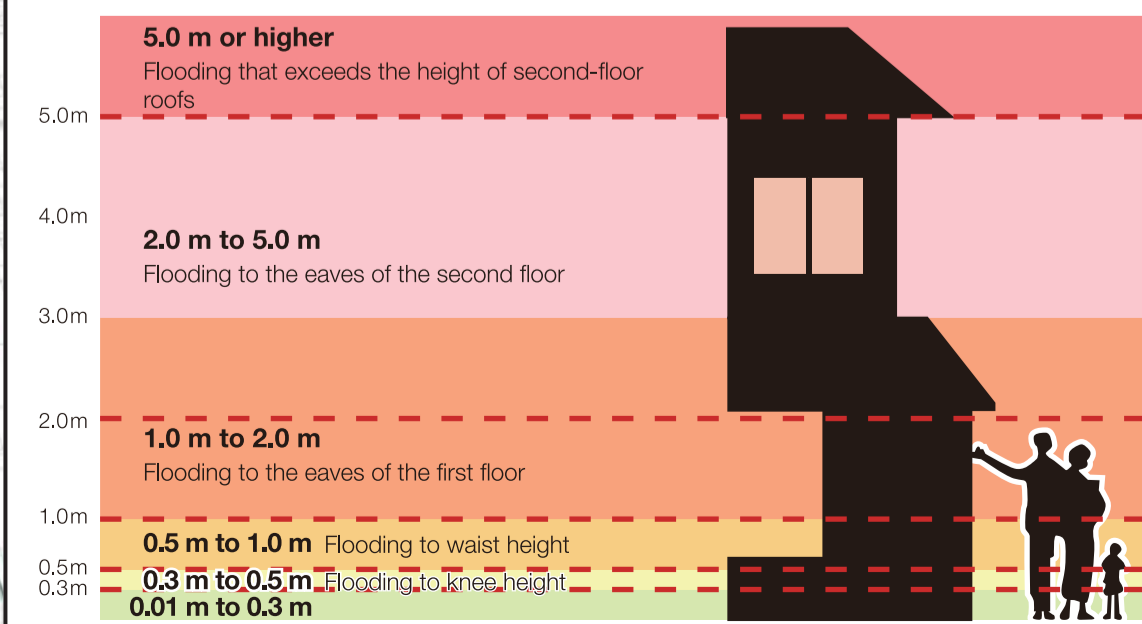 5.0 m or higher
Flooding that exceeds the height of second-floor
roofs
5.0m
4.0m
2.0 m to 5.0 m
Flooding to the eaves of the second floor
3.0m
2.0m
1.0 m to 2.0 m
Flooding to the eaves of the first floor
1.0m
0.5 m to 1.0 m Flooding to waist height
0.5m
0.3 m to 0.5 m Flooding to knee height
0.3m
0.01 m to 0.3 m